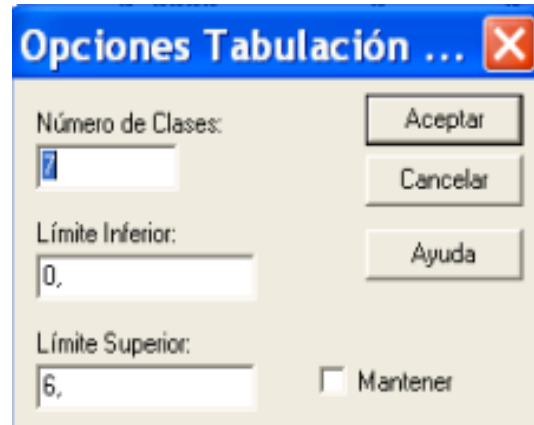 Opciones Tabulación ...
Número de Clases:
7
Aceptar
Cancelar
Límite Inferior:
0,
Ayuda
Límite Superior:
6,
Mantener